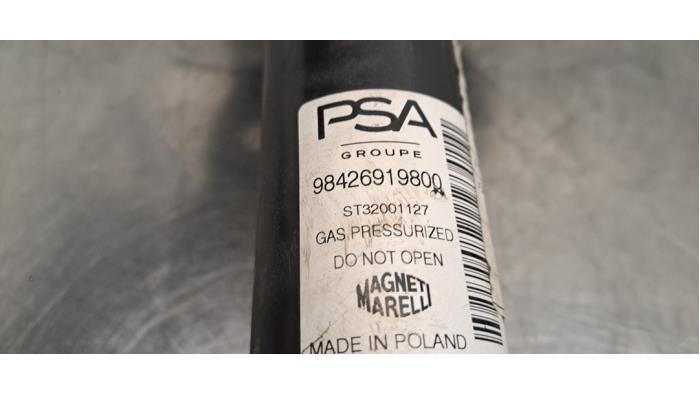 PSA
GROUPE
98426919800
ST32001127
GAS PRESSURIZED
DO NOT OPEN
MAGNETI
MARELLI
MADE IN POLAND